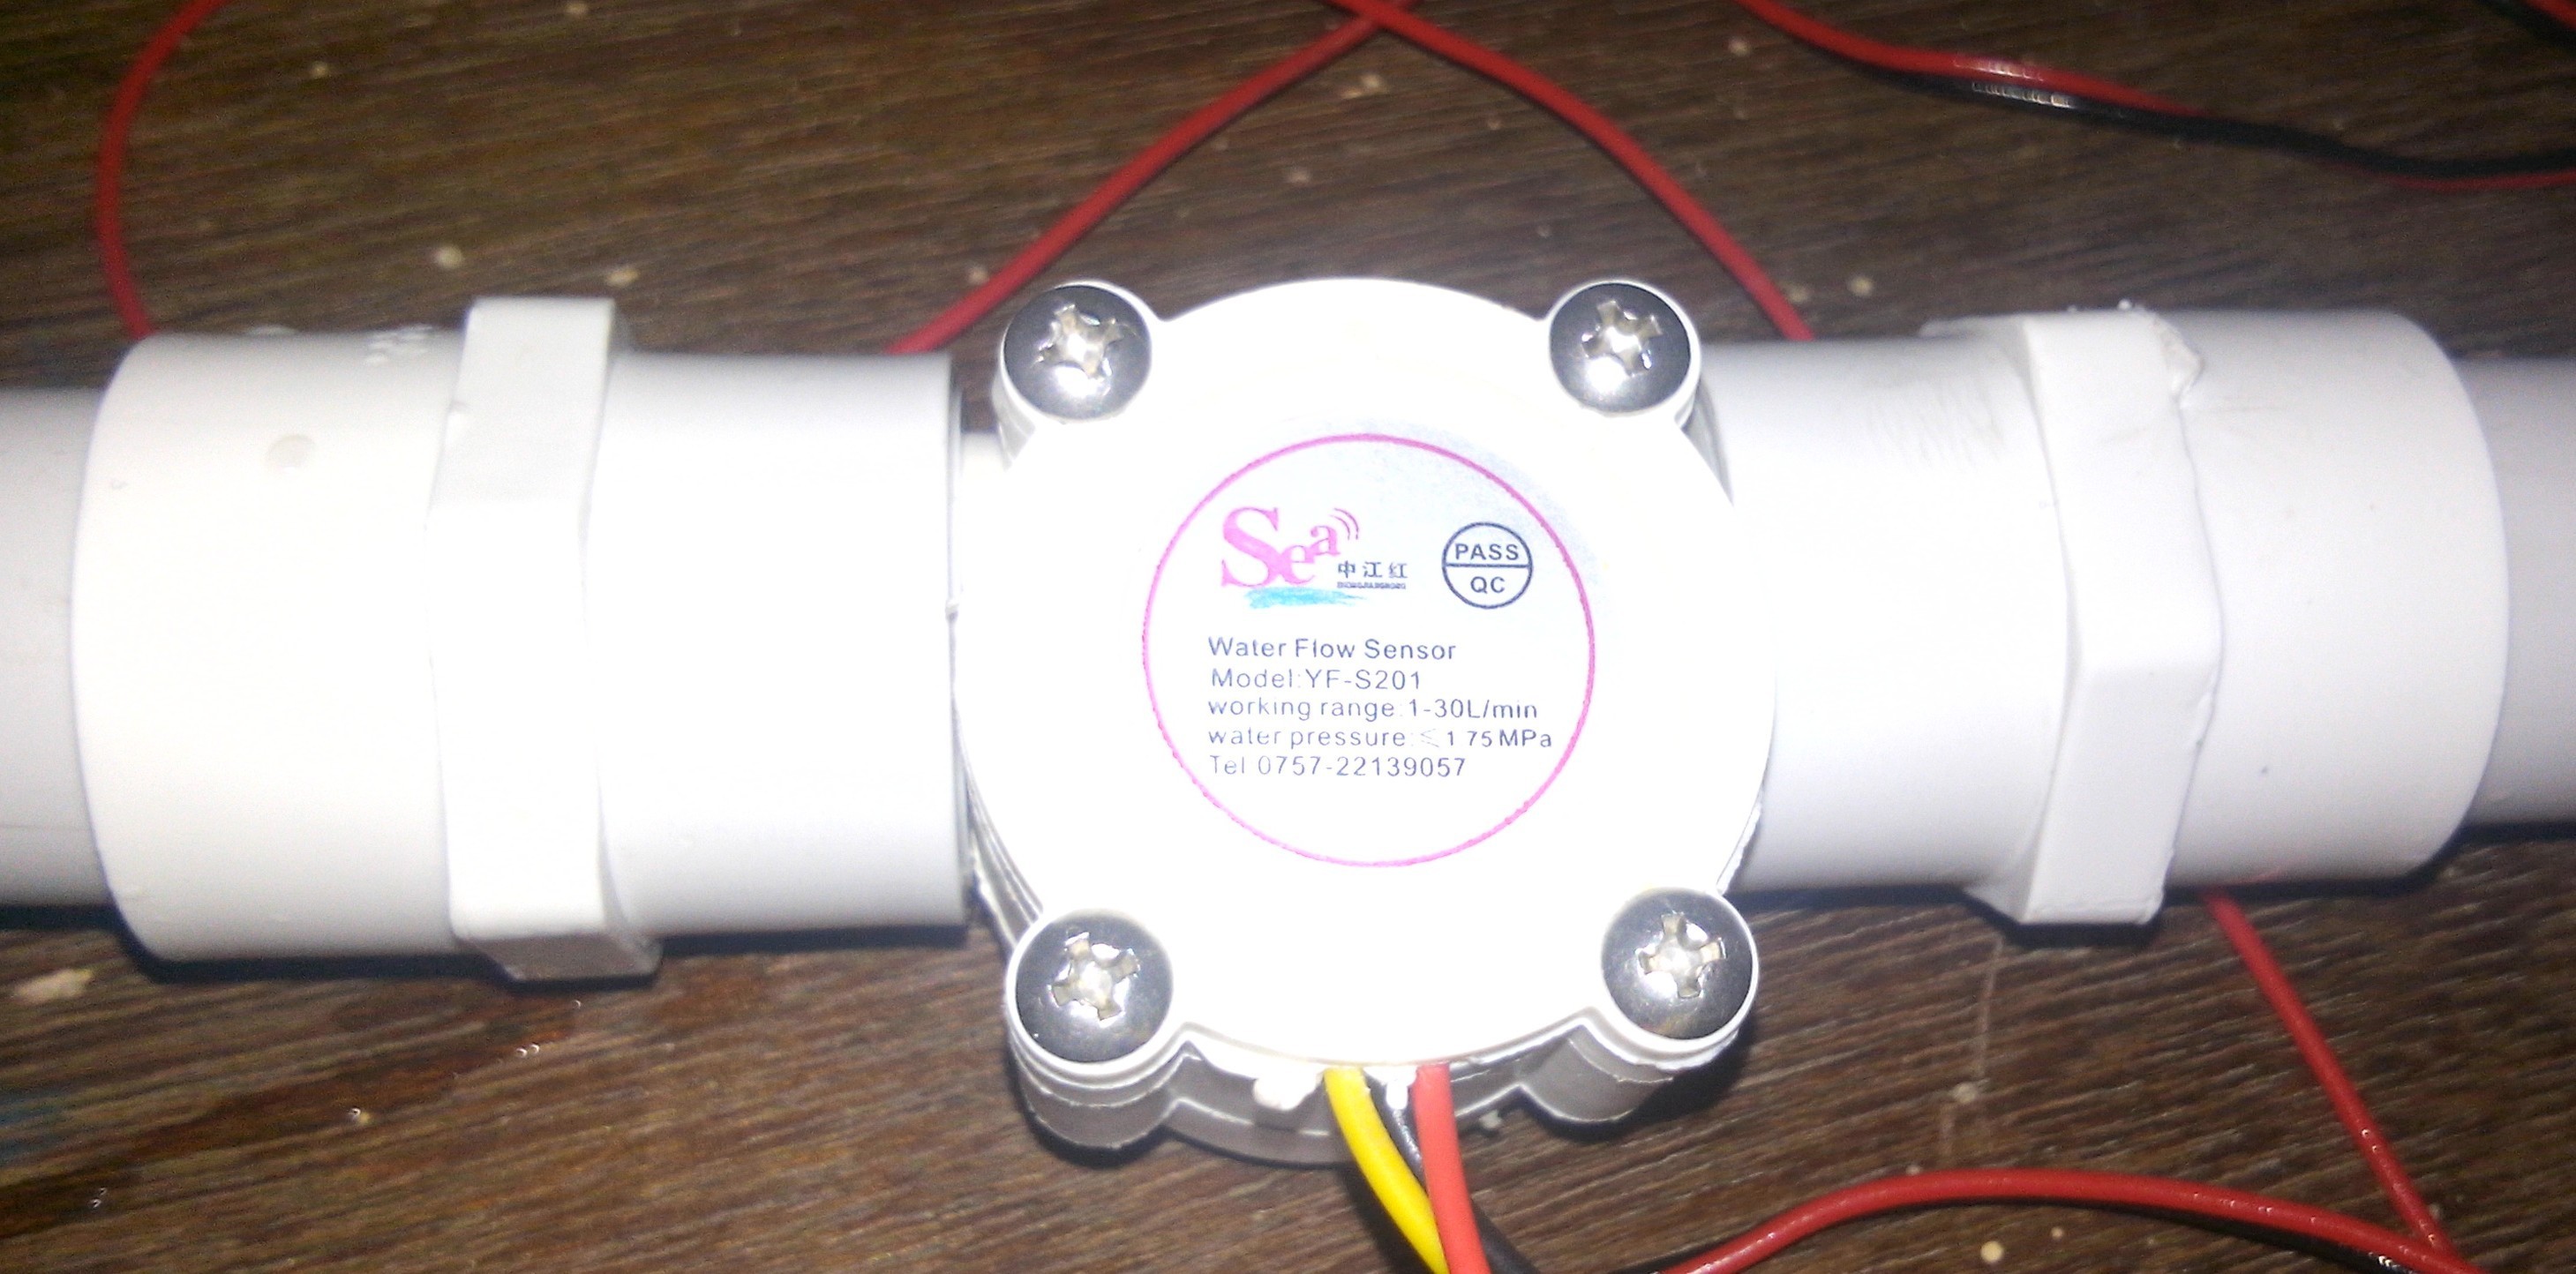 Sea 中江红
PASS
QC
Water Flow Sensor
Model:YF-S201
working range:1-30L/min
water pressure:≤1.75MPa
Tel 0757-22139057